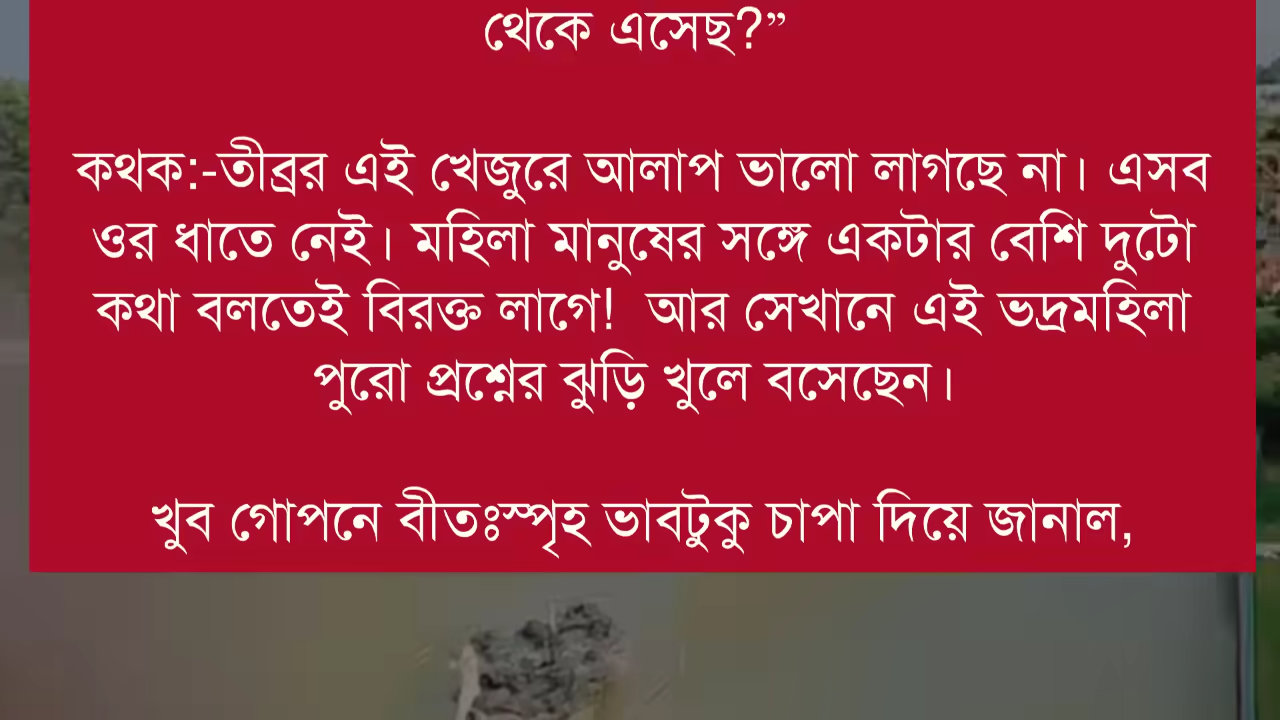 থেকে এসেছ?”
কথক:-তীব্রর এই খেজুরে আলাপ ভালো লাগছে না। এসব
ওর ধাতে নেই। মহিলা মানুষের সঙ্গে একটার বেশি দুটো
কথা বলতেই বিরক্ত লাগে!  আর সেখানে এই ভদ্রমহিলা
পুরো প্রশ্নের ঝুড়ি খুলে বসেছেন।
খুব গোপনে বীতঃস্পৃহ ভাবটুকু চাপা দিয়ে জানাল,